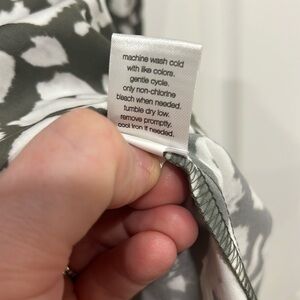 machine wash cold
with like colors.
gentle cycle.
only non-chlorine
bleach when needed.
tumble dry low.
remove promptly.
cool iron if needed.